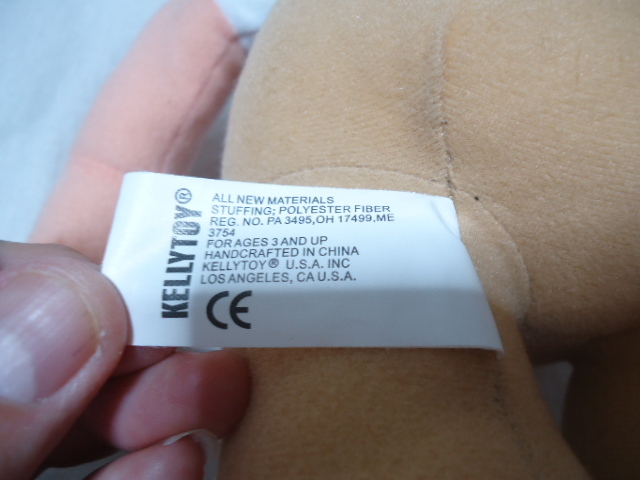 KELLYTOY®
ALL NEW MATERIALS
STUFFING; POLYESTER FIBER
REG. NO. PA 3495,OH 17499,ME
3754
FOR AGES 3 AND UP
HANDCRAFTED IN CHINA
KELLYTOY® U.S.A. INC
LOS ANGELES, CA U.S.A.
CE